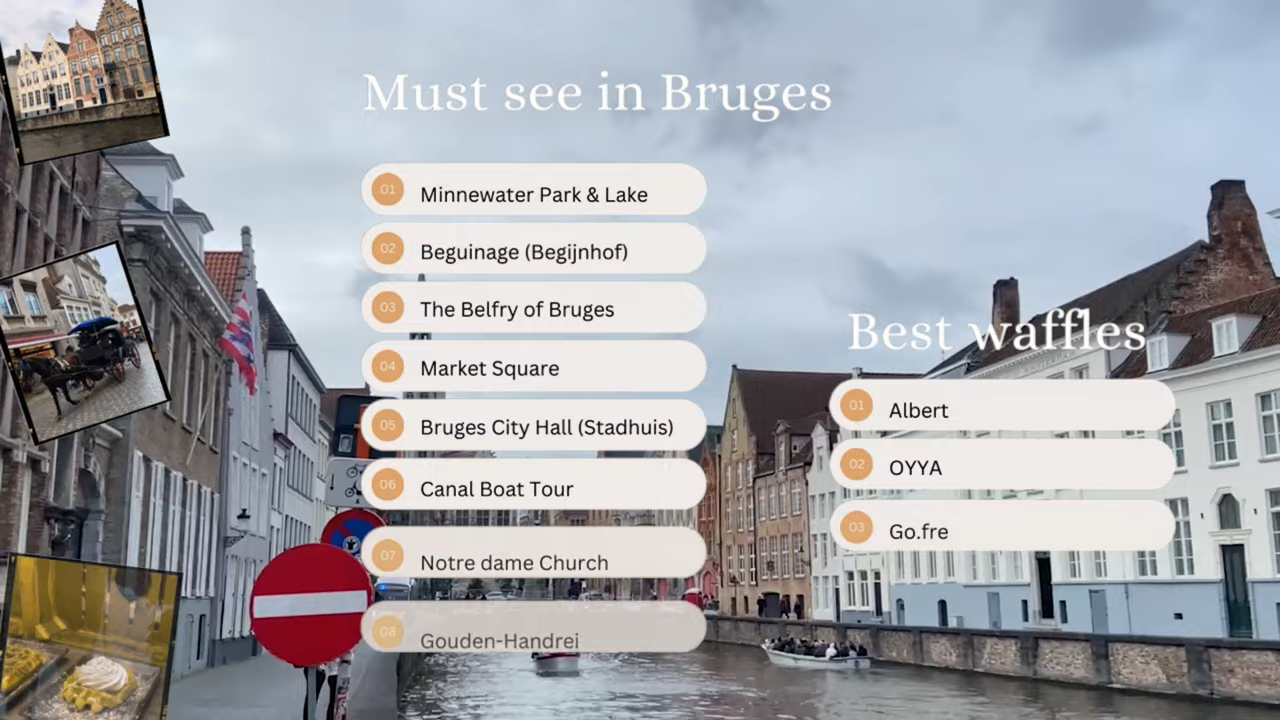 Must see in Bruges
01 Minnewater Park & Lake
02 Beguinage (Begijnhof)
03 The Belfry of Bruges
04 Market Square
05 Bruges City Hall (Stadhuis)
06 Canal Boat Tour
07 Notre dame Church
08 Gouden-Handrei
Best waffles
01 Albert
02 OYYA
03 Go.fre